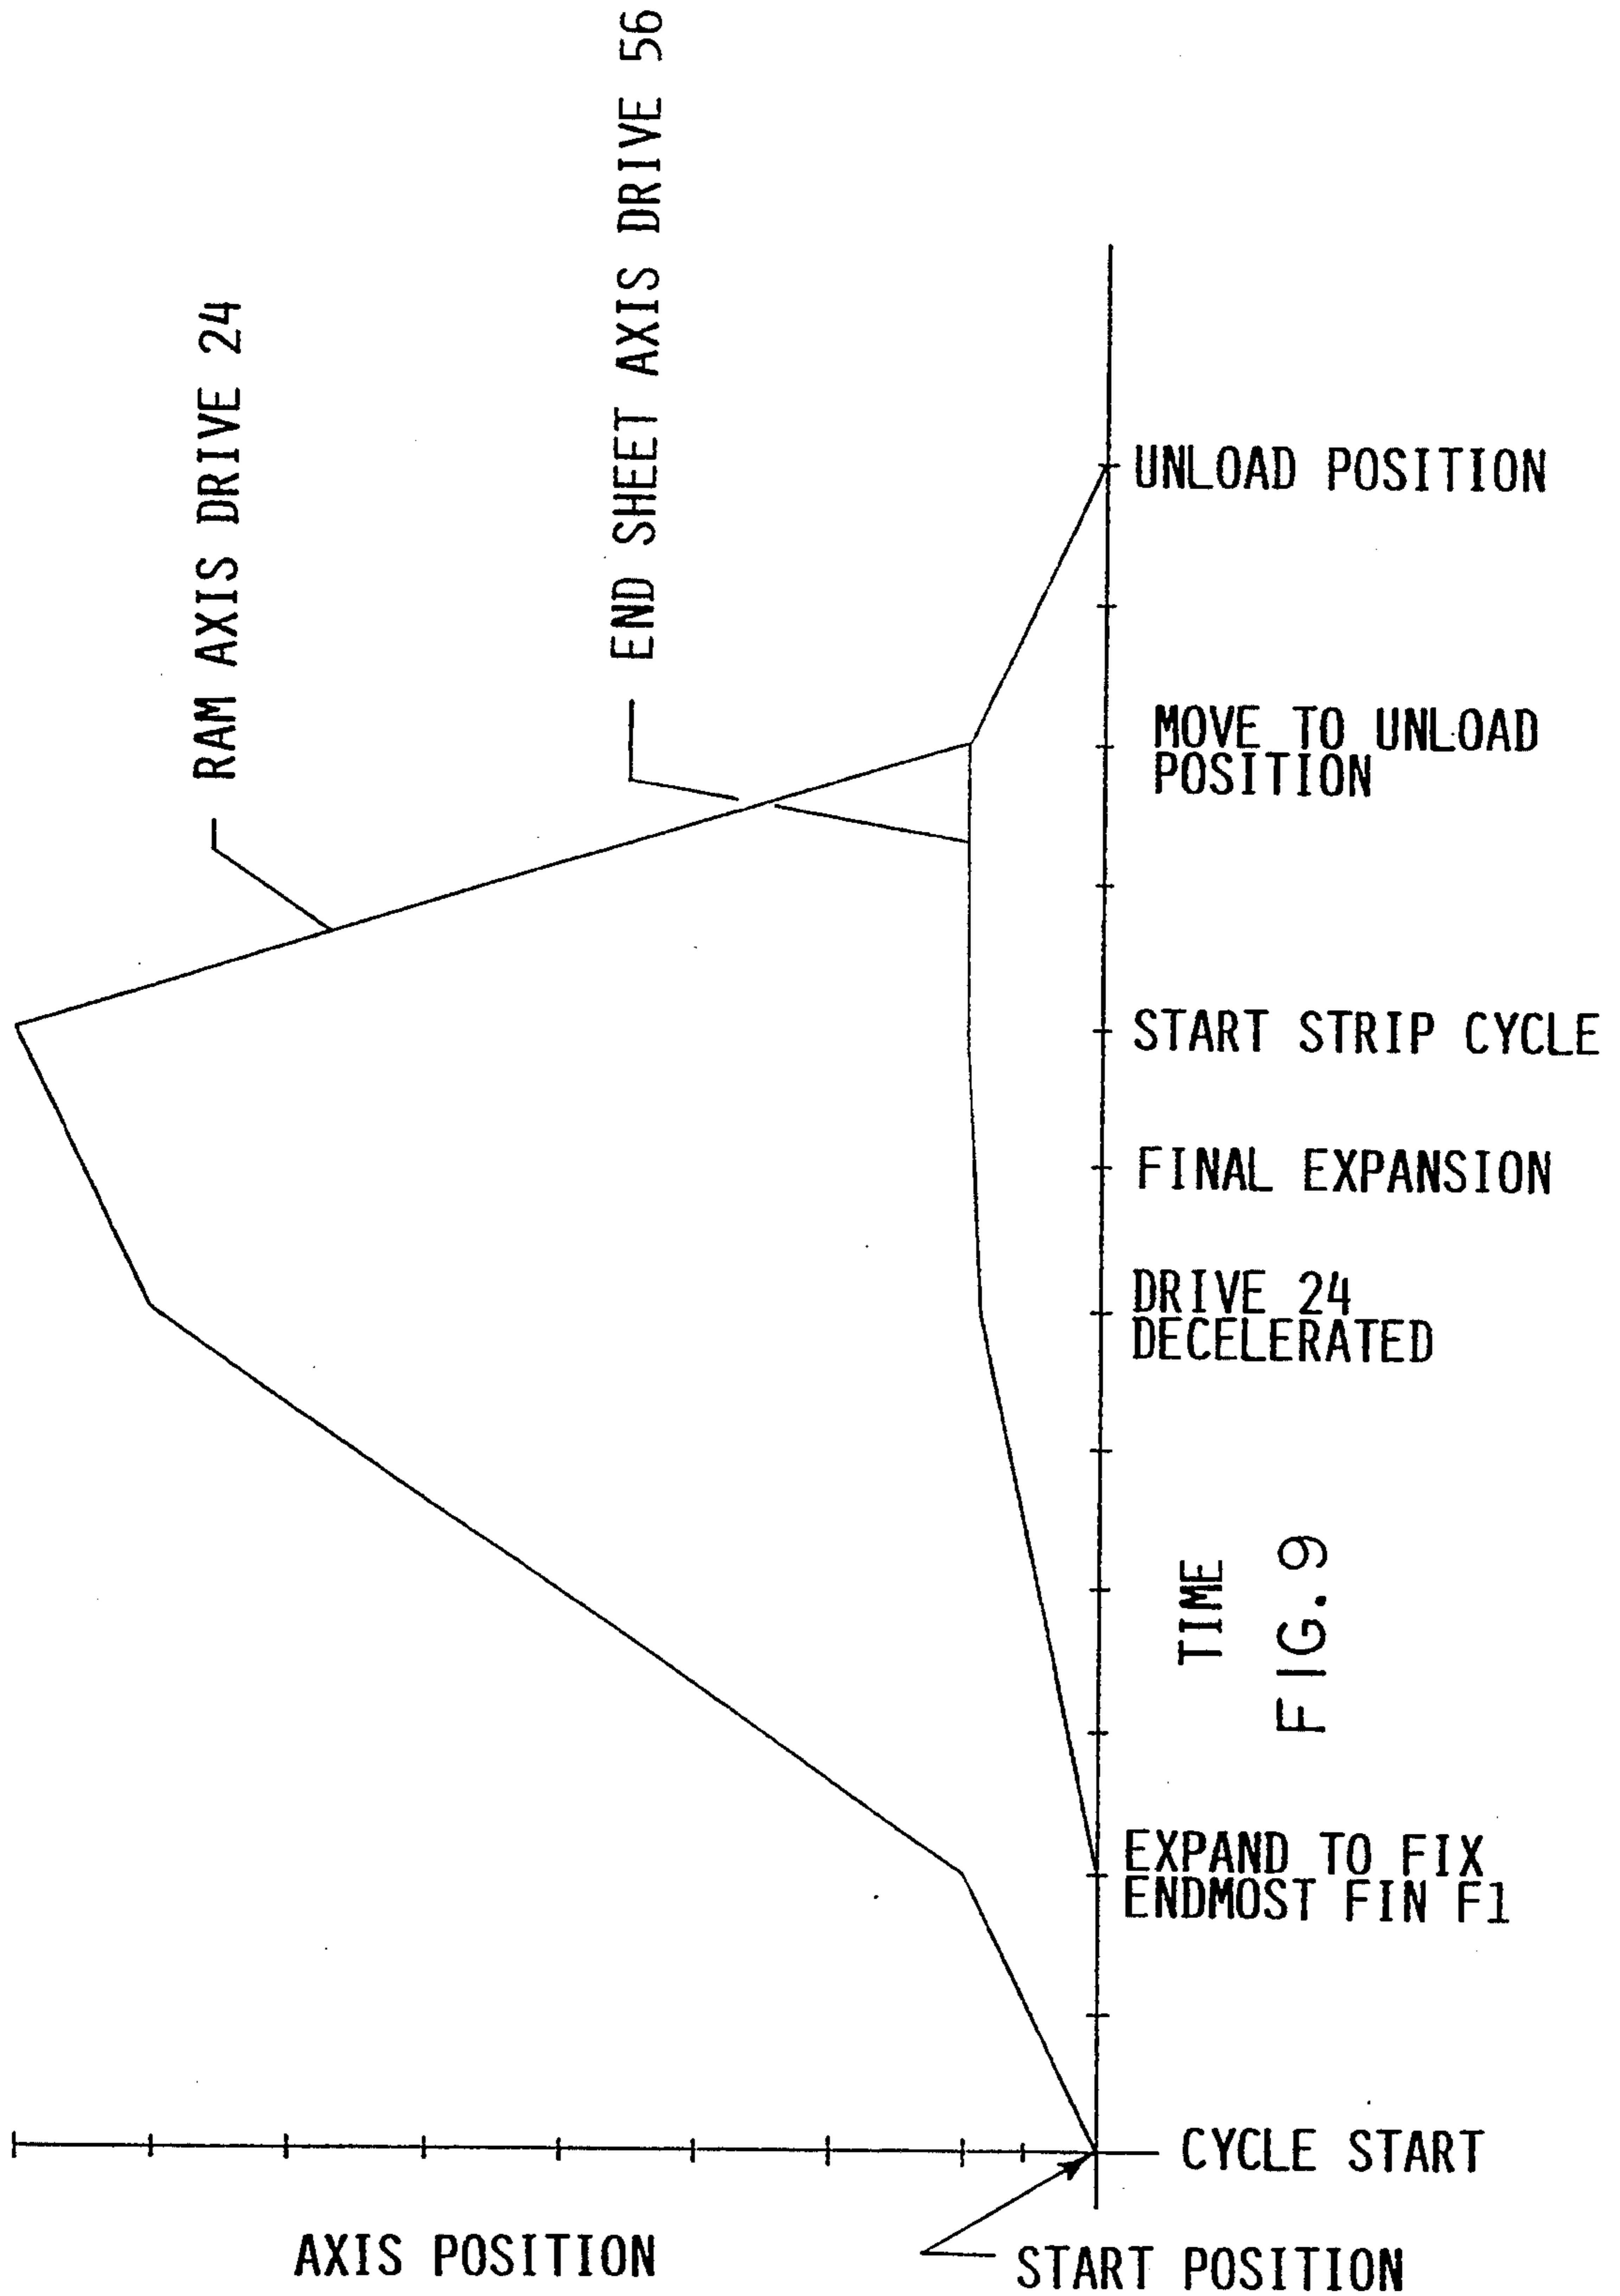 RAM AXIS DRIVE 24
END SHEET AXIS DRIVE 56
UNLOAD POSITION
MOVE TO UNLOAD
POSITION
START STRIP CYCLE
FINAL EXPANSION
DRIVE 24
DECELERATED
TIME
FIG.9
EXPAND TO FIX
ENDMOST FIN F1
CYCLE START
START POSITION
AXIS POSITION